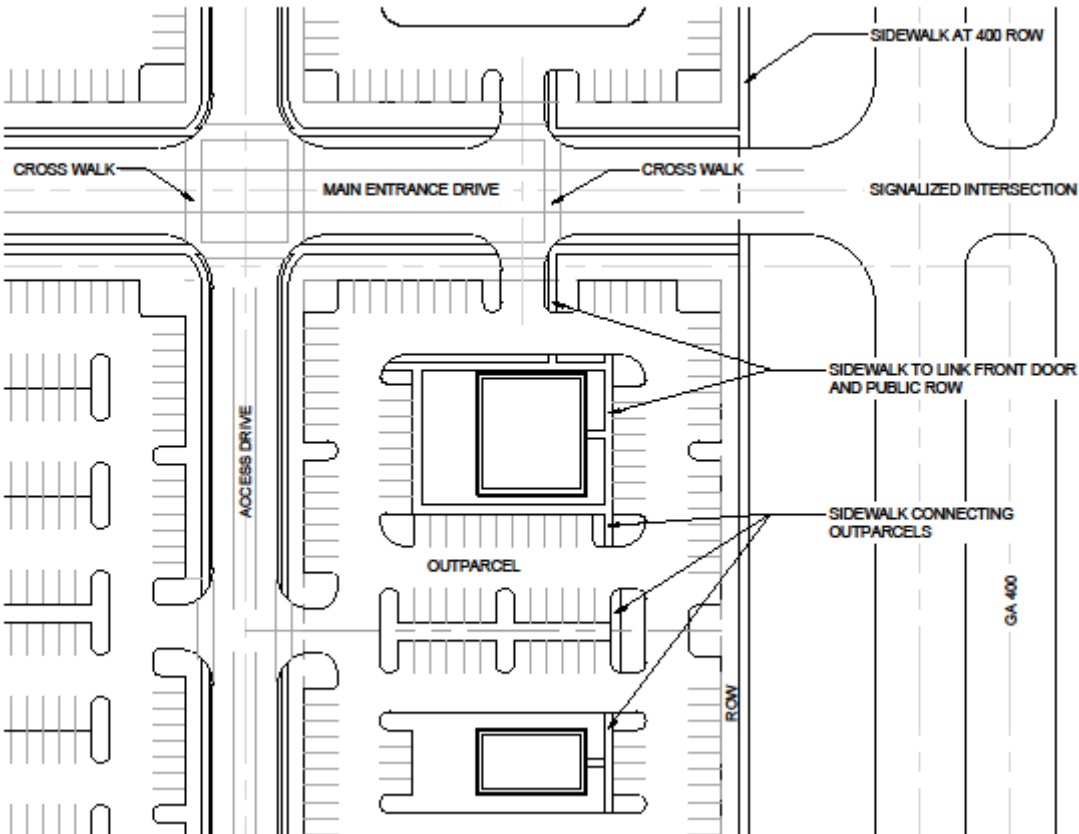 SIDEWALK AT 400 ROW
CROSS WALK
MAIN ENTRANCE DRIVE
CROSS WALK
SIGNALIZED INTERSECTION
SIDEWALK TO LINK FRONT DOOR
AND PUBLIC ROW
ACCESS DRIVE
SIDEWALK CONNECTING
OUTPARCELS
OUTPARCEL
GA 400
ROW